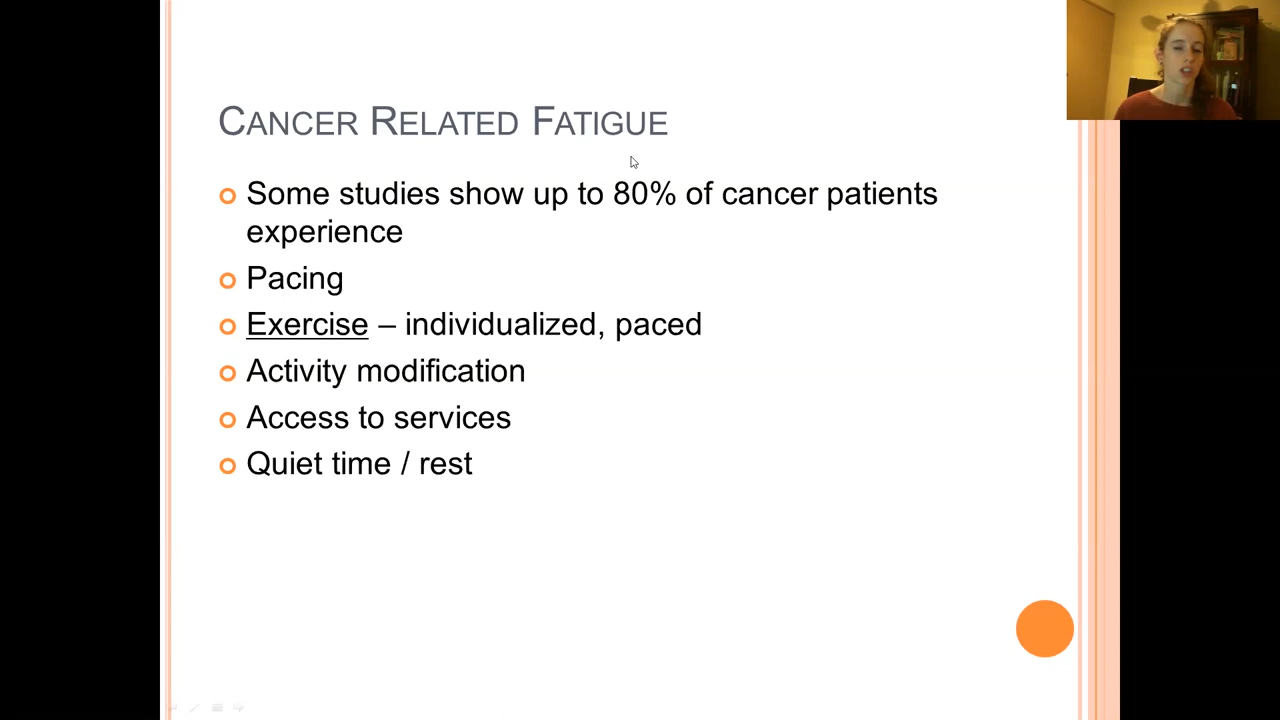 CANCER RELATED FATIGUE
Some studies show up to 80% of cancer patients
experience
Pacing
Exercise – individualized, paced
Activity modification
Access to services
Quiet time / rest